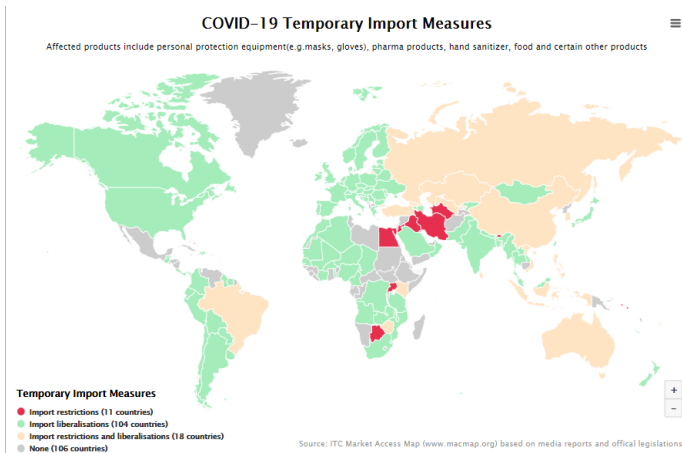 COVID-19 Temporary Import Measures
Affected products include personal protection equipment(e.g.masks, gloves), pharma products, hand sanitizer, food and certain other products
Temporary Import Measures
Import restrictions (11 countries)
Import liberalisations (104 countries)
Import restrictions and liberalisations (18 countries)
None (106 countries)
+
−
Source: ITC Market Access Map (www.macmap.org) based on media reports and offical legislations